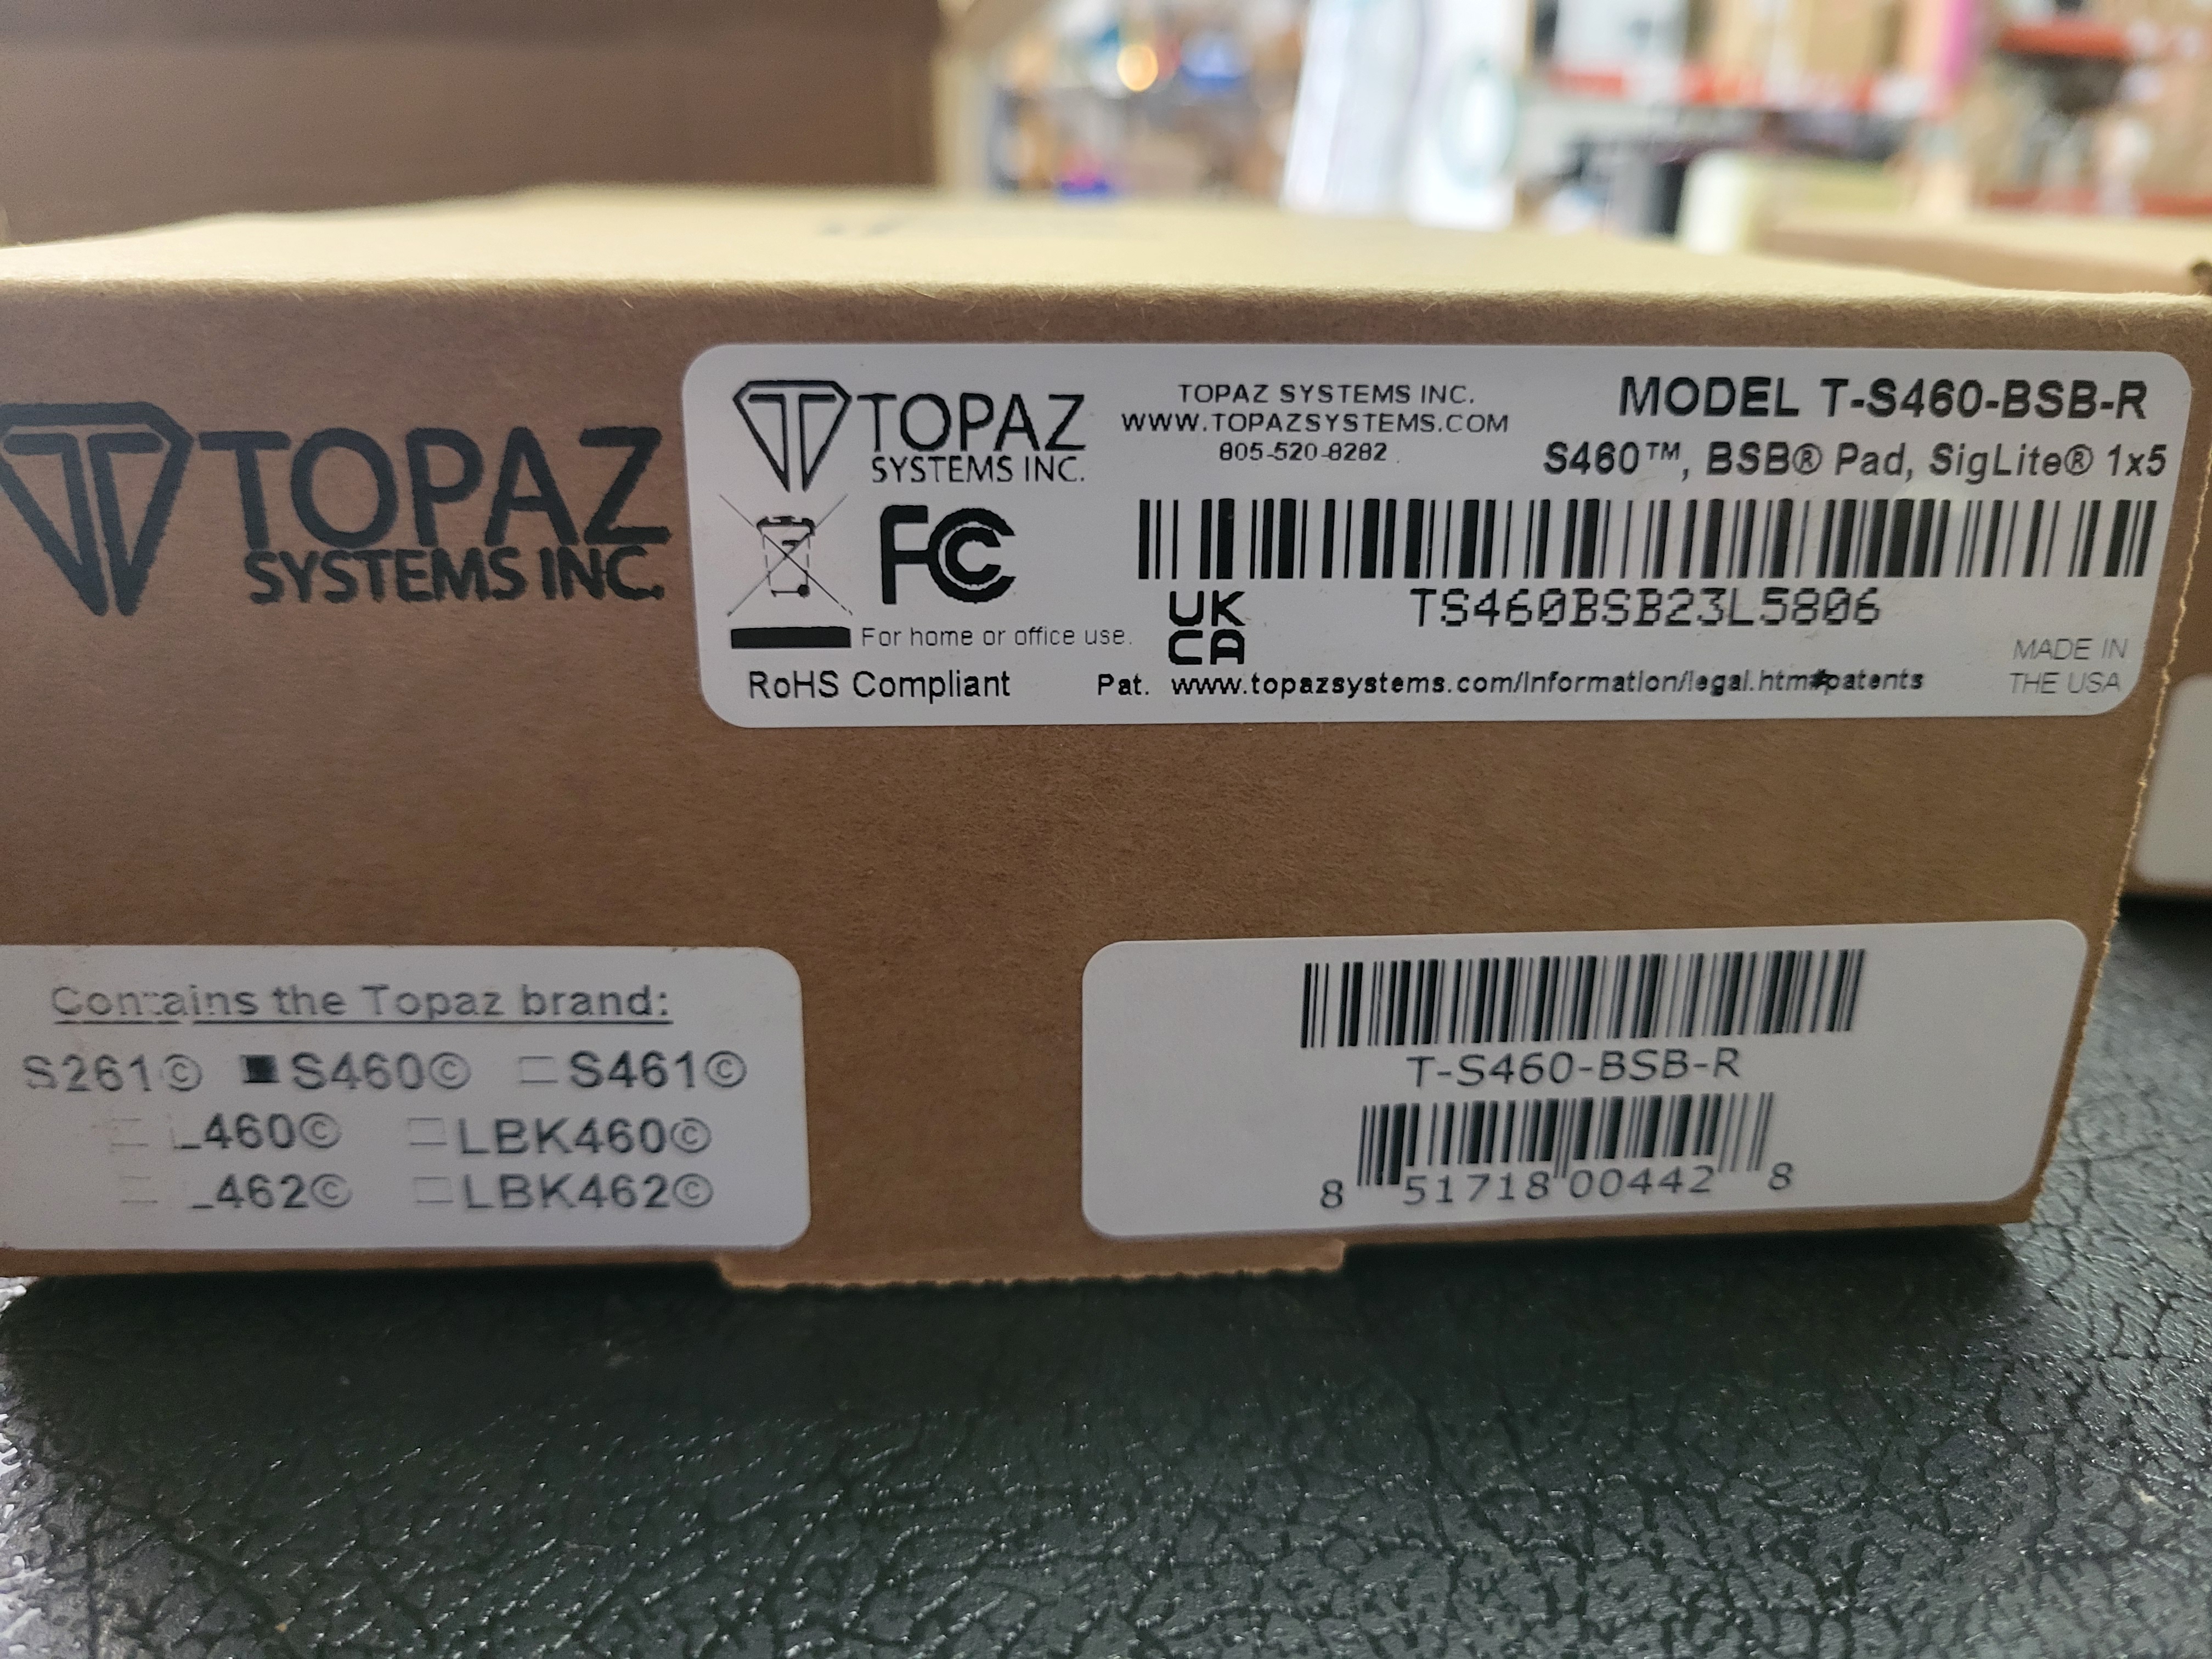 TOPAZ
SYSTEMS INC.
TOPAZ
SYSTEMS INC.
TOPAZ SYSTEMS INC.
WWW.TOPAZSYSTEMS.COM
805-520-8282
MODEL T-S460-BSB-R
S460™, BSB® Pad, SigLite® 1x5
FC
TS460BSB23L5806
UK
CA
For home or office use.
RoHS Compliant
Pat. www.topazsystems.com/information/legal.htm#patents
MADE IN
THE USA
Contains the Topaz brand:
S261© S460© S461©
460© LBK460©
462© LBK462©
T-S460-BSB-R
8 51718 00442 8